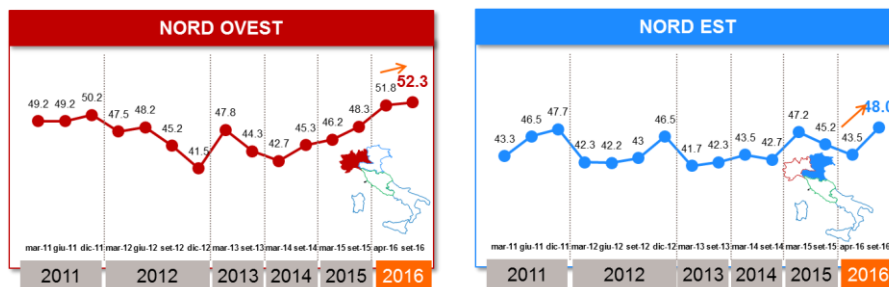 NORD OVEST
49.2 49.2 50.2 47.5 48.2 45.2 41.5 47.8 44.3 42.7 45.3 46.2 48.3 51.8 52.3
mar-11 giu-11 dic-11 mar-12 giu-12 set-12 dic-12 mar-13 set-13 mar-14 set-14 mar-15 set-15 apr-16 set-16
2011 2012 2013 2014 2015 2016
NORD EST
43.3 46.5 47.7 42.3 42.2 43 46.5 41.7 42.3 43.5 42.7 47.2 45.2 43.5 48.0
mar-11 giu-11 dic-11 mar-12 giu-12 set-12 dic-12 mar-13 set-13 mar-14 set-14 mar-15 set-15 apr-16 set-16
2011 2012 2013 2014 2015 2016